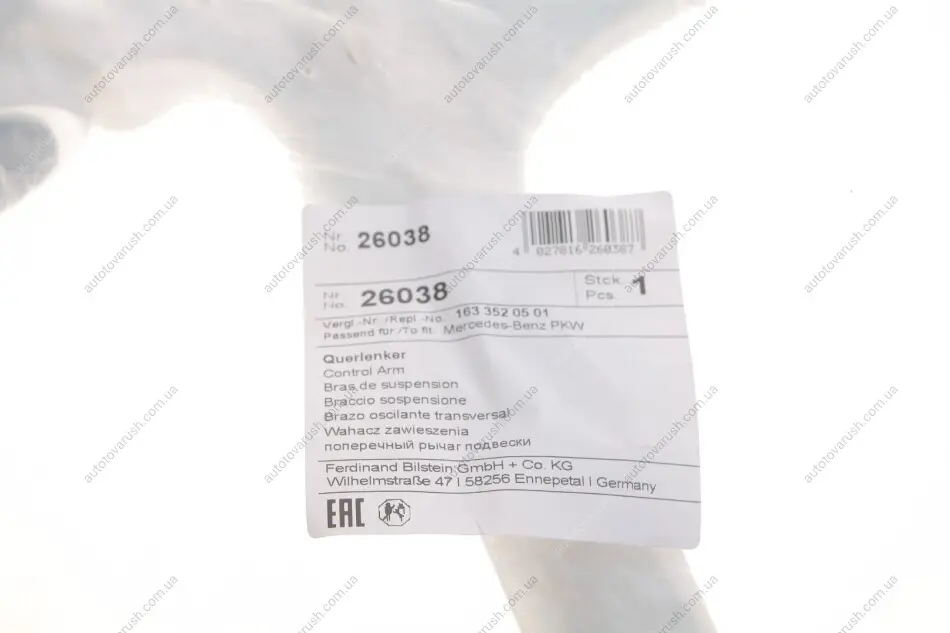 Nr.
No. 26038
4 027816 260387
Nr.
No. 26038
Stck.
Pcs. 1
Vergl.-Nr. /Repl.-No. 163 352 05 01
Passend für /To fit. Mercedes-Benz PKW
Querlenker
Control Arm
Bras de suspension
Braccio sospensione
Brazo oscilante transversal
Wahacz zawieszenia
поперечный рычаг подвески
Ferdinand Bilstein GmbH + Co. KG
Wilhelmstraße 47 | 58256 Ennepetal | Germany
EAC
autotovarush.com.ua